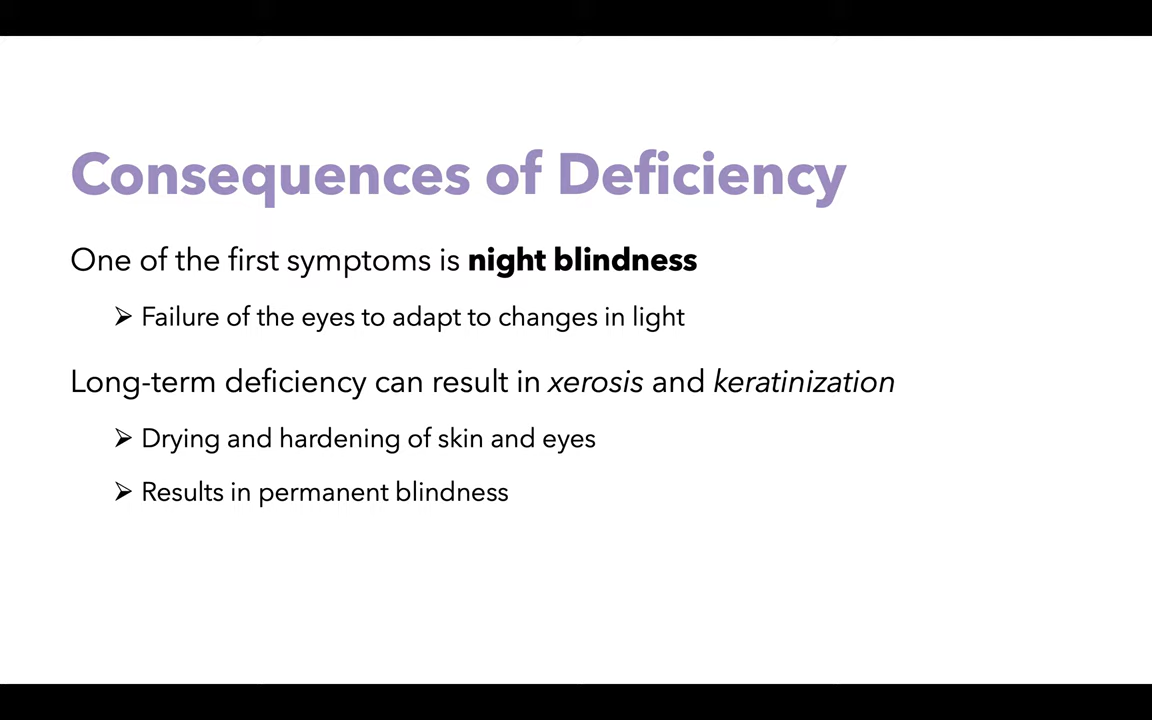 Consequences of Deficiency
One of the first symptoms is night blindness
➢ Failure of the eyes to adapt to changes in light
Long-term deficiency can result in xerosis and keratinization
➢ Drying and hardening of skin and eyes
➢ Results in permanent blindness